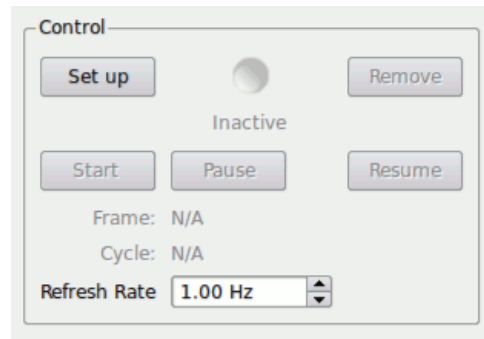 Control
Set up Remove
Inactive
Start Pause Resume
Frame: N/A
Cycle: N/A
Refresh Rate 1.00 Hz